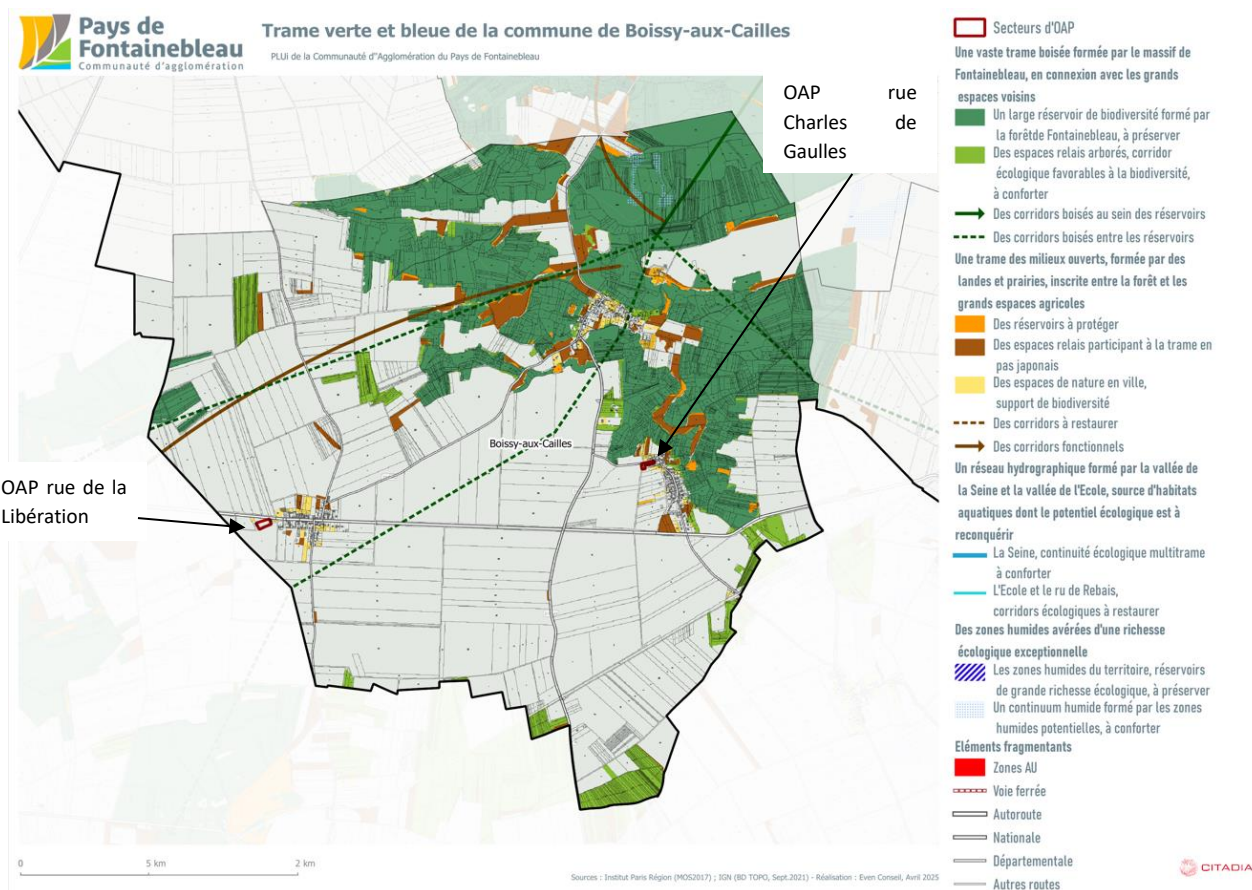 Pays de
Fontainebleau
Communauté d'agglomération
Trame verte et bleue de la commune de Boissy-aux-Cailles
PLUi de la Communauté d"Agglomération du Pays de Fontainebleau
OAP rue
Charles de
Gaulles
Boissy-aux-Cailles
OAP rue de la
Libération
0
5 km
2 km
Sources : Institut Paris Région (MOS2017) ; IGN (BD TOPO, Sept.2021) - Réalisation : Even Conseil, Avril 2025
Secteurs d'OAP
Une vaste trame boisée formée par le massif de
Fontainebleau, en connexion avec les grands
espaces voisins
Un large réservoir de biodiversité formé par
la forêtde Fontainebleau, à préserver
Des espaces relais arborés, corridor
écologique favorables à la biodiversité,
à conforter
Des corridors boisés au sein des réservoirs
Des corridors boisés entre les réservoirs
Une trame des milieux ouverts, formée par des
landes et prairies, inscrite entre la forêt et les
grands espaces agricoles
Des réservoirs à protéger
Des espaces relais participant à la trame en
pas japonais
Des espaces de nature en ville,
support de biodiversité
Des corridors à restaurer
Des corridors fonctionnels
Un réseau hydrographique formé par la vallée de
la Seine et la vallée de l'Ecole, source d'habitats
aquatiques dont le potentiel écologique est à
reconquérir
La Seine, continuité écologique multitrame
à conforter
L'Ecole et le ru de Rebais,
corridors écologiques à restaurer
Des zones humides avérées d'une richesse
écologique exceptionnelle
Les zones humides du territoire, réservoirs
de grande richesse écologique, à préserver
Un continuum humide formé par les zones
humides potentielles, à conforter
Eléments fragmentants
Zones AU
Voie ferrée
Autoroute
Nationale
Départementale
Autres routes
CITADIA